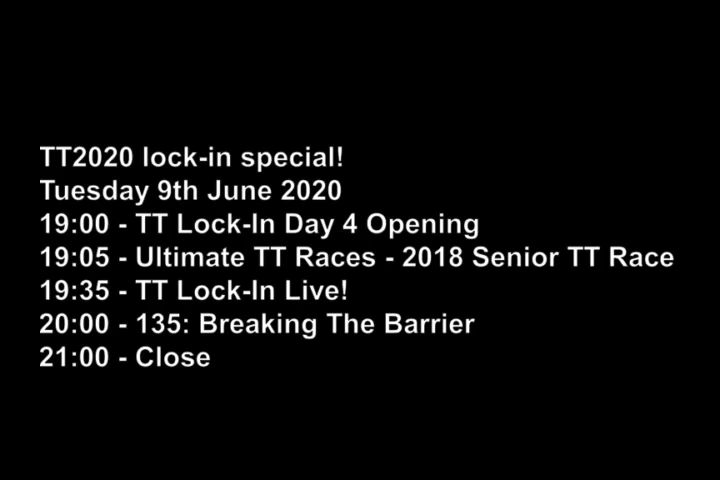 TT2020 lock-in special!
Tuesday 9th June 2020
19:00 - TT Lock-In Day 4 Opening
19:05 - Ultimate TT Races - 2018 Senior TT Race
19:35 - TT Lock-In Live!
20:00 - 135: Breaking The Barrier
21:00 - Close